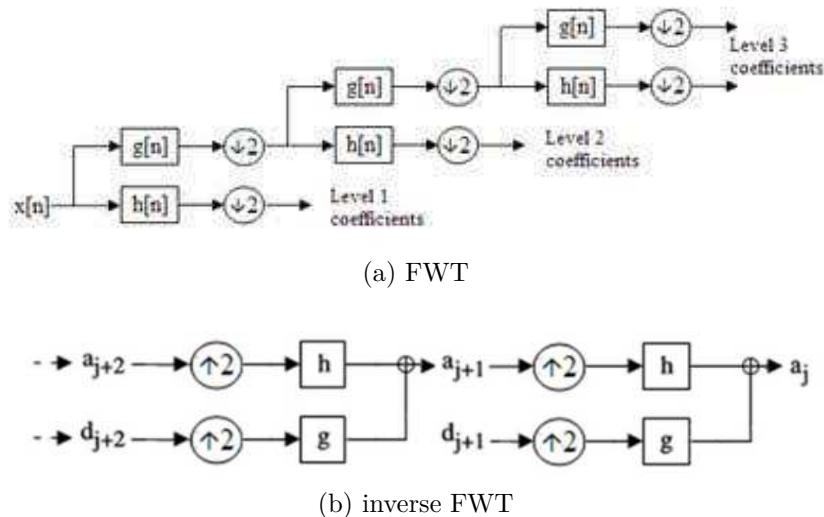 g[n] ↓2
Level 3
coefficients
g[n] ↓2 h[n] ↓2
g[n] ↓2 h[n] ↓2 Level 2
coefficients
x[n] h[n] ↓2 Level 1
coefficients
(a) FWT
a_{j+2} ↑2 h a_{j+1} ↑2 h a_j
d_{j+2} ↑2 g d_{j+1} ↑2 g
(b) inverse FWT